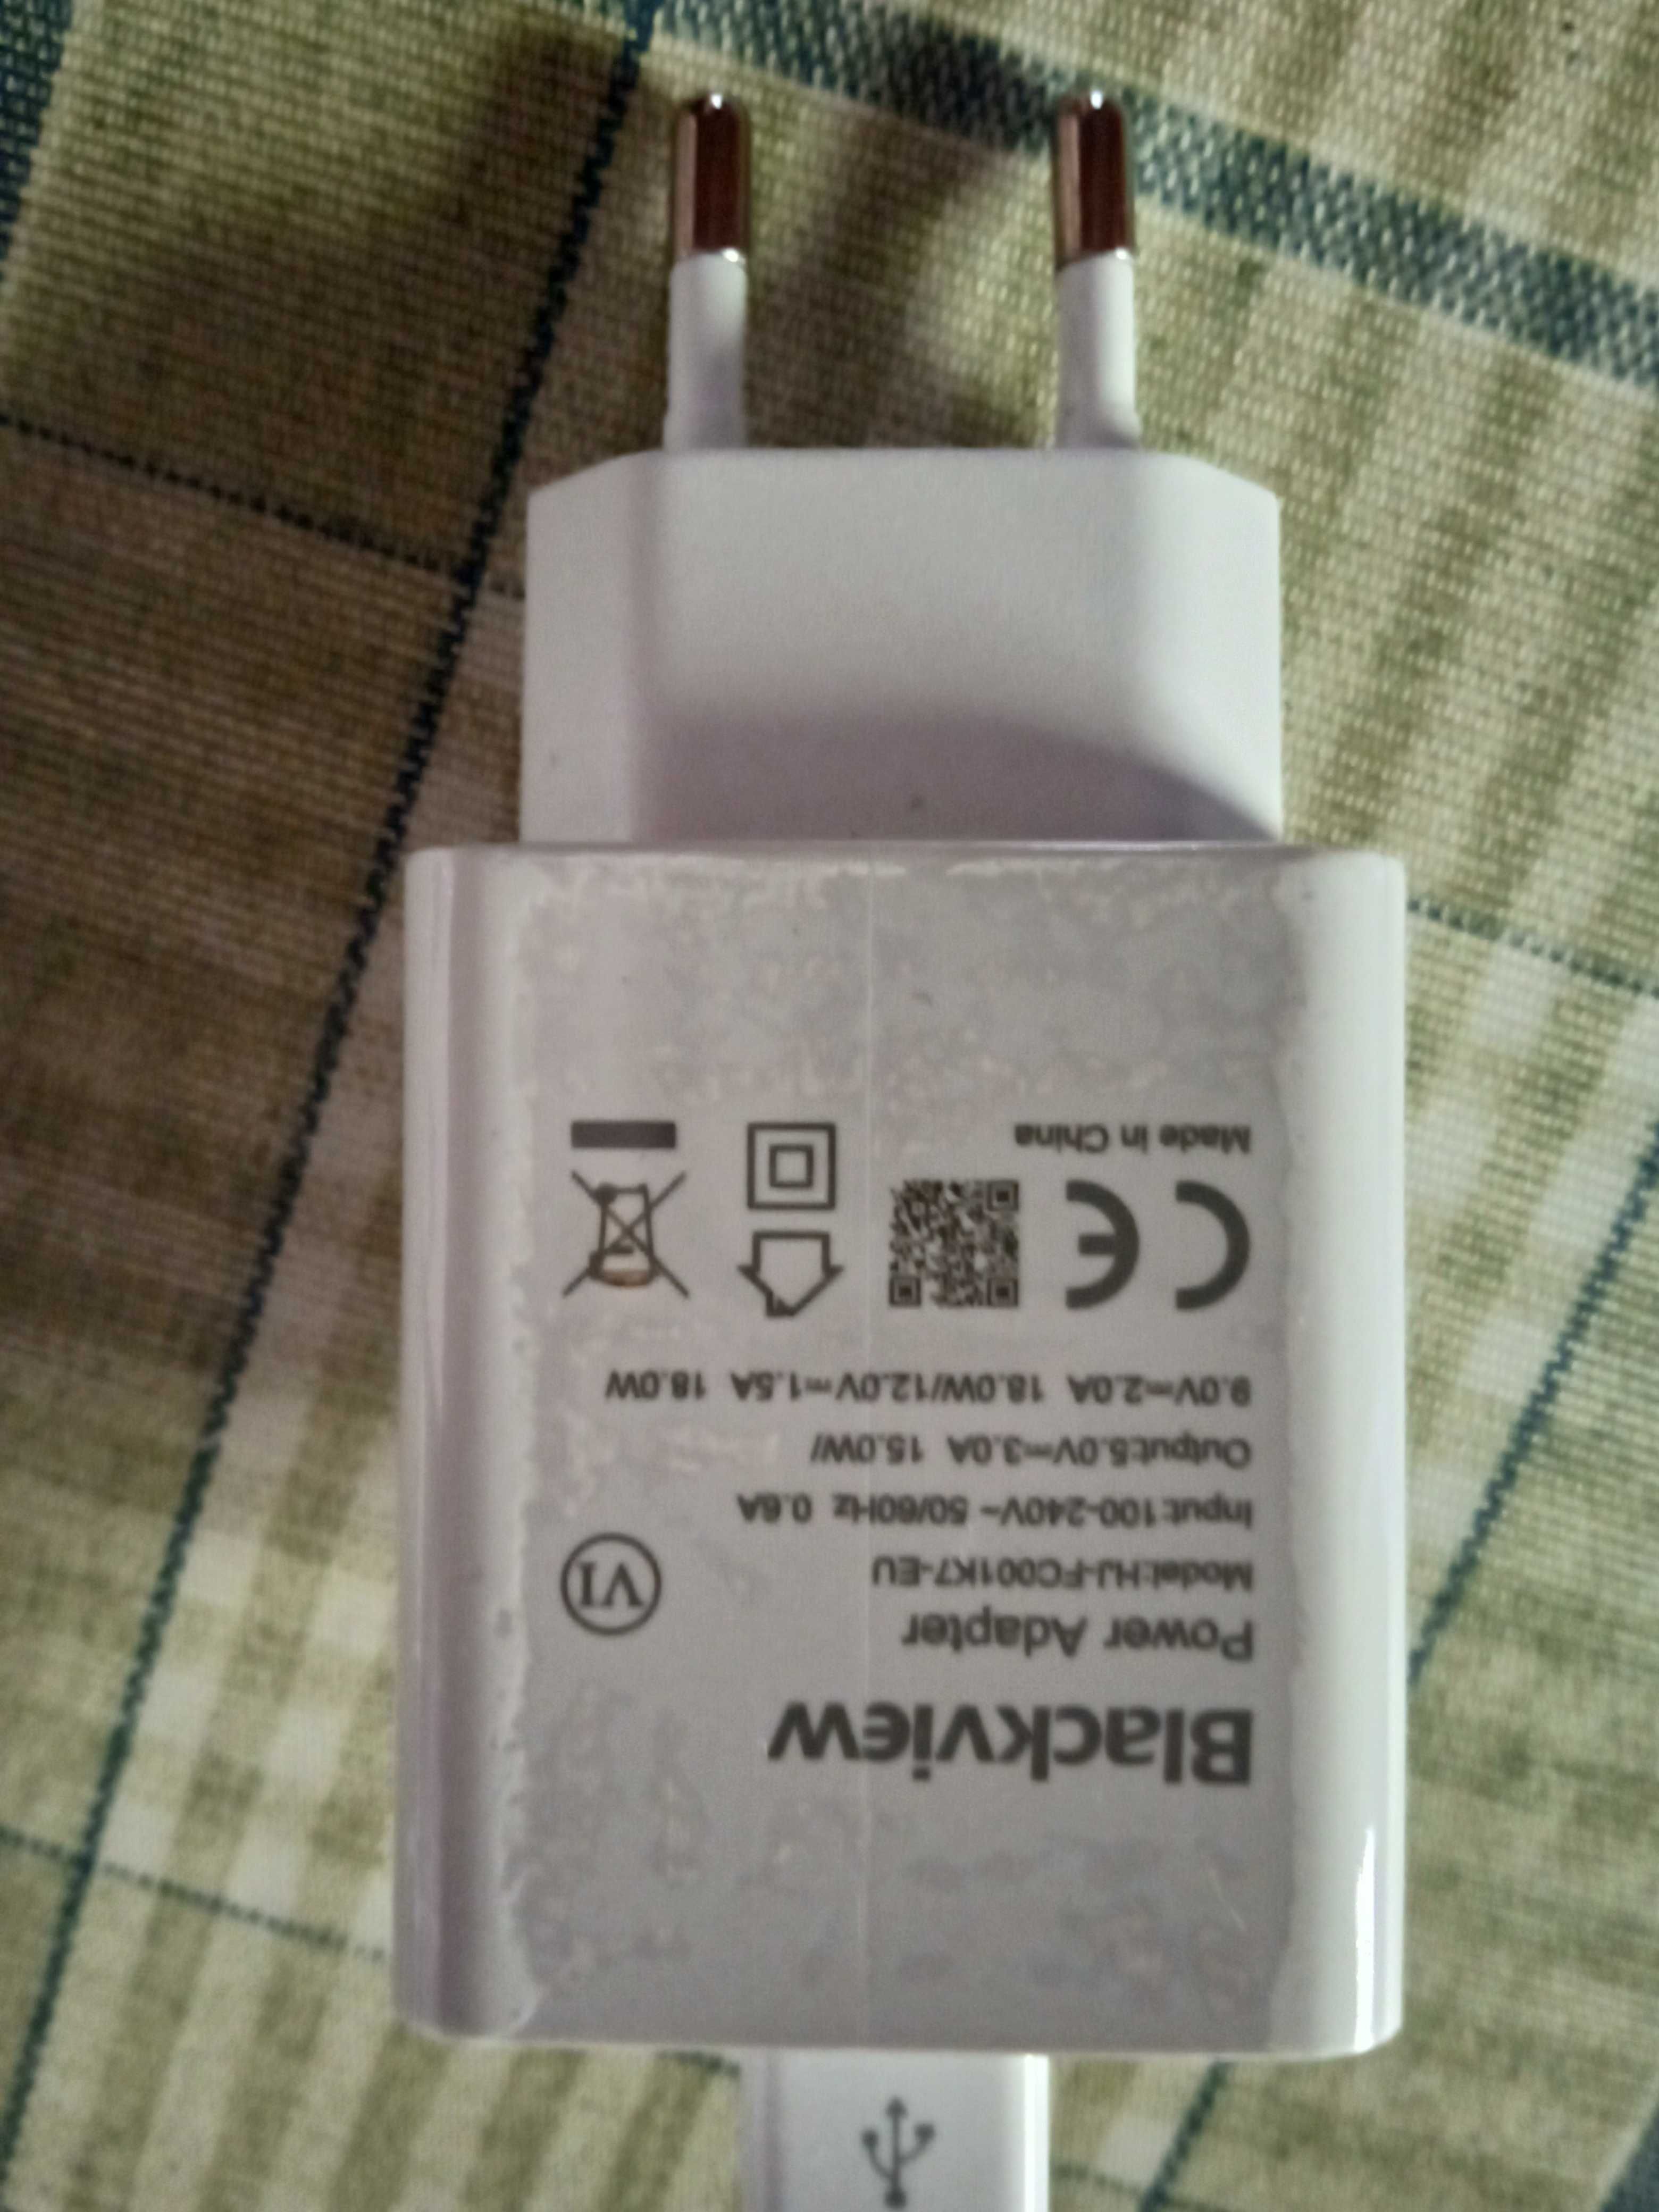 Blackview
Power Adapter
Model:HJ-FC001K7-EU
Input:100-240V~ 50/60Hz 0.6A
Output:5.0V⎓3.0A 15.0W/
9.0V⎓2.0A 18.0W/12.0V⎓1.5A 18.0W
VI
CE
Made in China